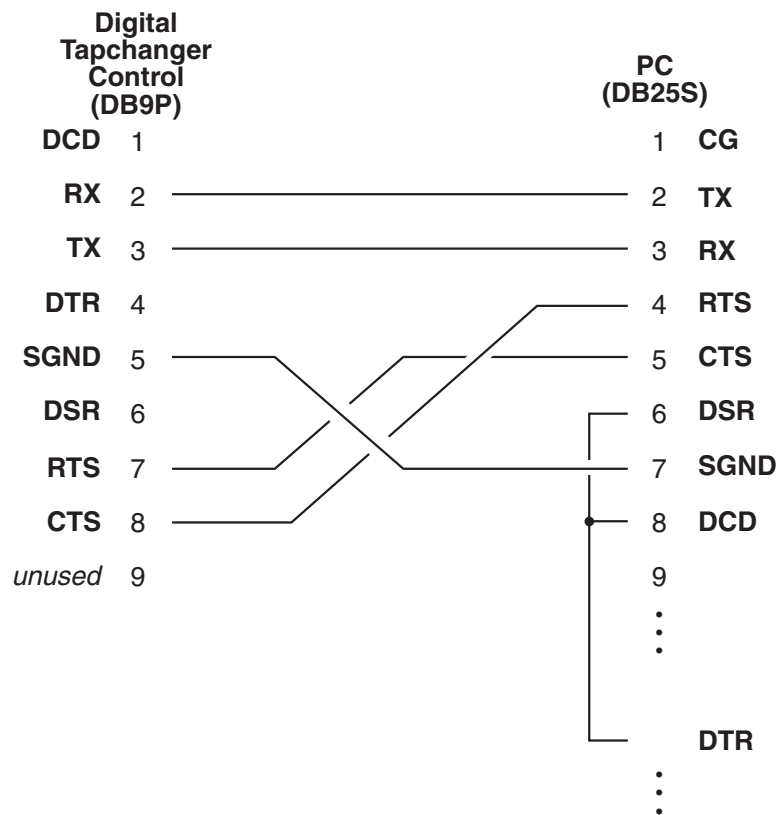 Digital
Tapchanger
Control
(DB9P)
PC
(DB25S)
DCD 1
1 CG
RX 2
2 TX
TX 3
3 RX
DTR 4
4 RTS
SGND 5
5 CTS
DSR 6
6 DSR
RTS 7
7 SGND
CTS 8
8 DCD
unused 9
9
DTR